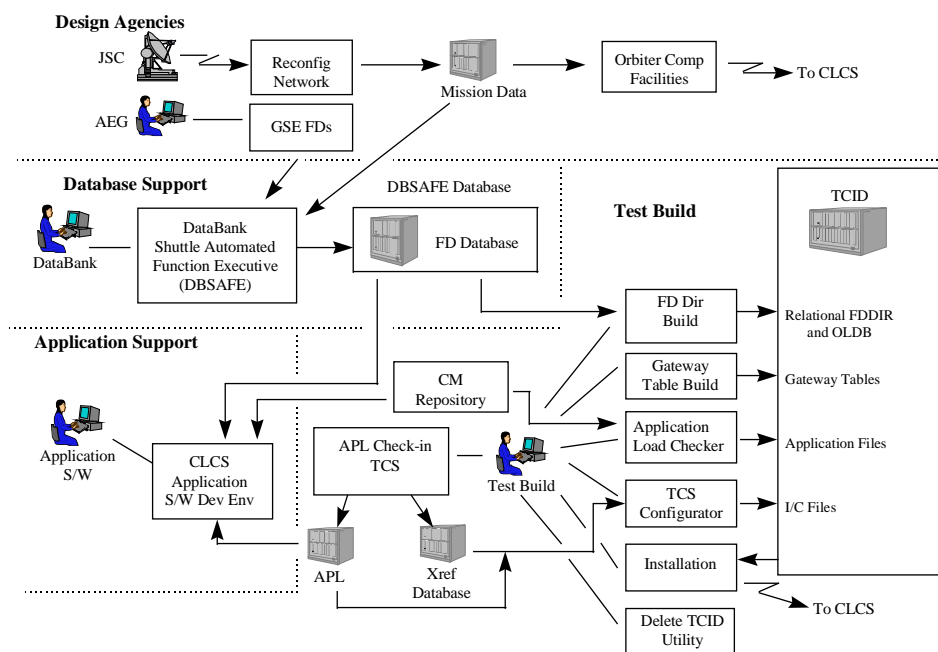 Design Agencies
JSC
Reconfig
Network
Mission Data
Orbiter Comp
Facilities
To CLCS
AEG
GSE FDs
Database Support
DBSAFE Database
Test Build
TCID
DataBank
DataBank
Shuttle Automated
Function Executive
(DBSAFE)
FD Database
FD Dir
Build
Relational FDDIR
and OLDB
Application Support
CM
Repository
Gateway
Table Build
Gateway Tables
Application
S/W
CLCS
Application
S/W Dev Env
APL Check-in
TCS
Test Build
Application
Load Checker
Application Files
TCS
Configurator
I/C Files
APL
Xref
Database
Installation
To CLCS
Delete TCID
Utility